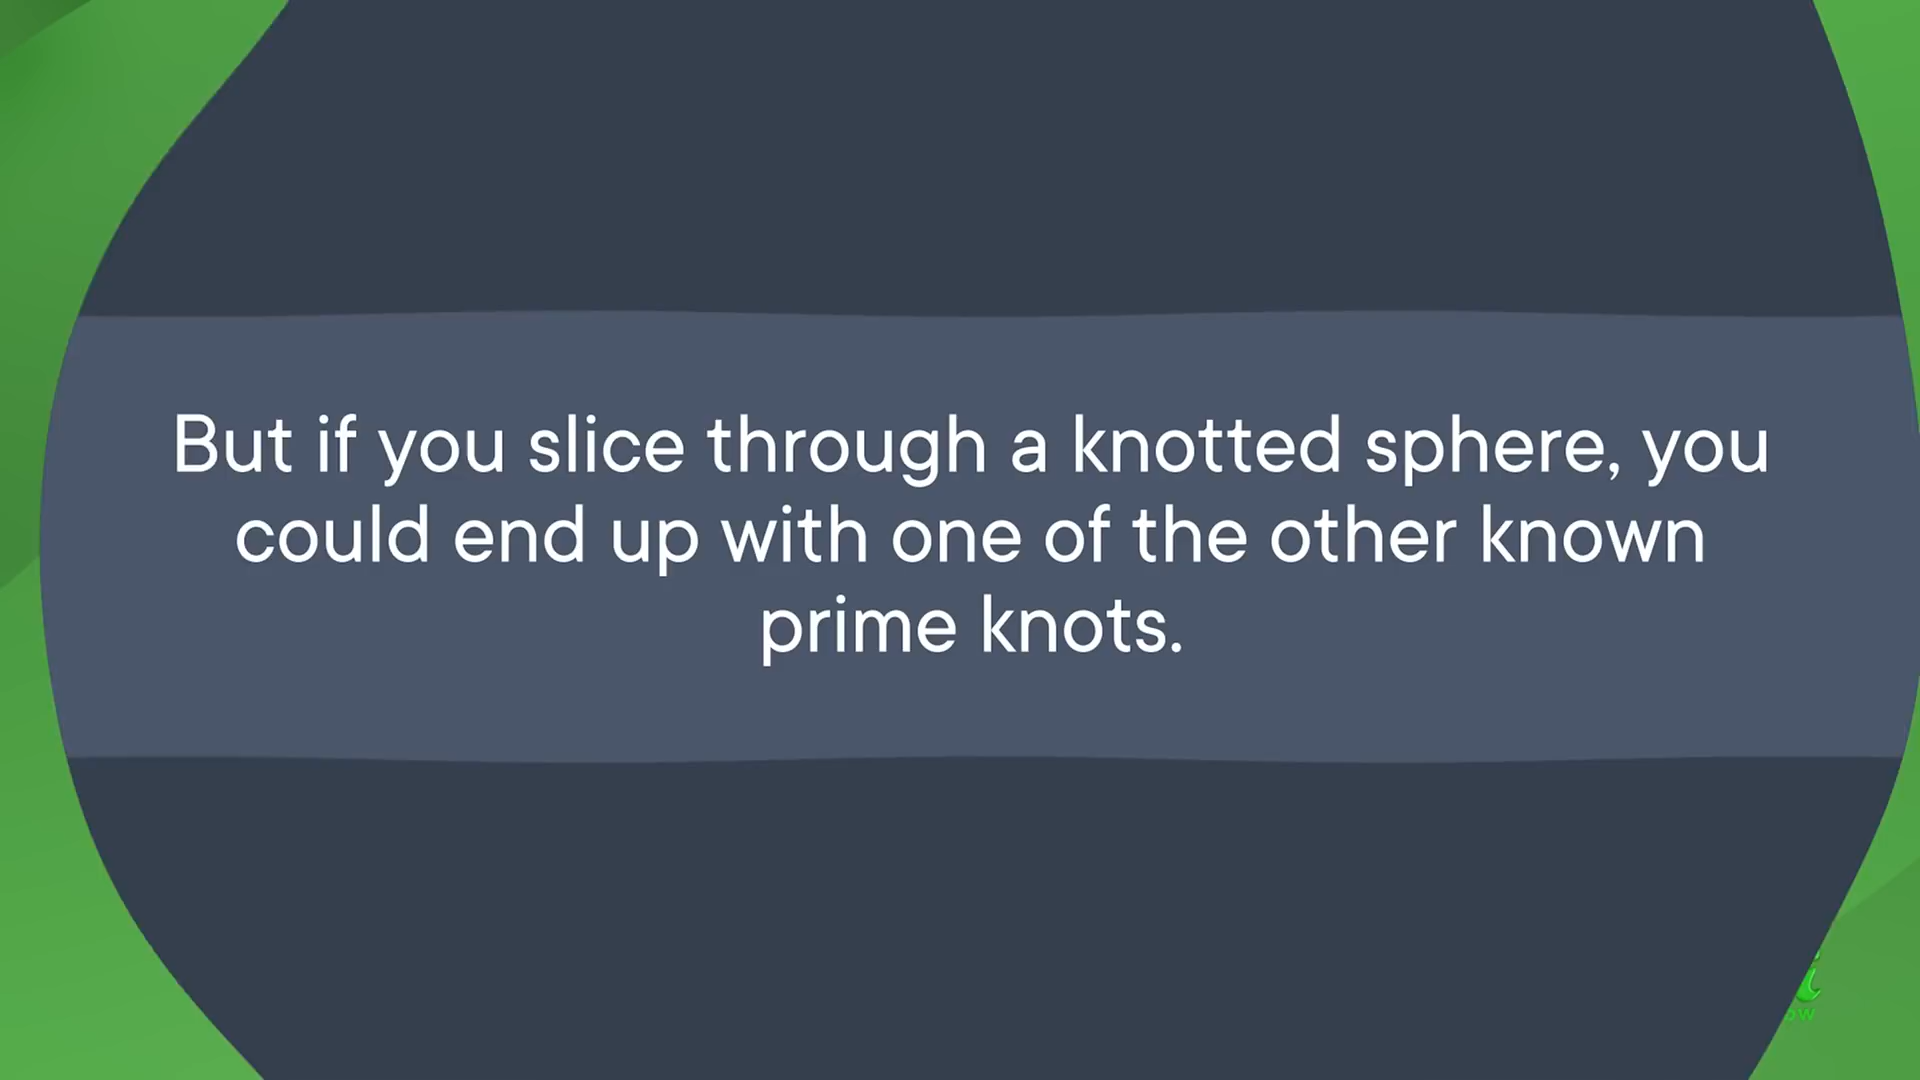 But if you slice through a knotted sphere, you
could end up with one of the other known
prime knots.